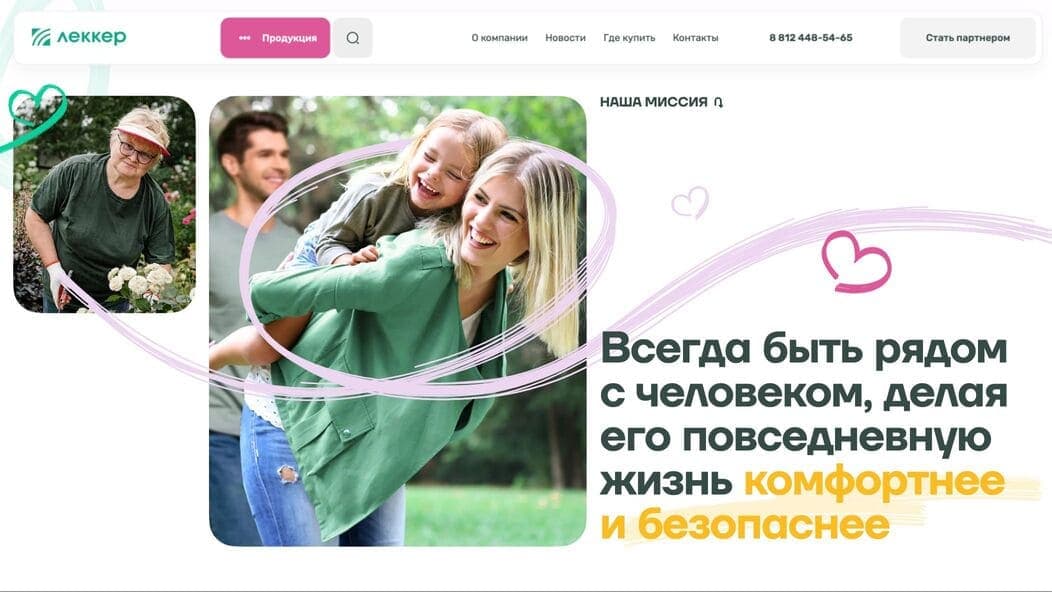 леккер
Продукция
О компании
Новости
Где купить
Контакты
8 812 448-54-65
Стать партнером
НАША МИССИЯ
Всегда быть рядом
с человеком, делая
его повседневную
жизнь комфортнее
и безопаснее